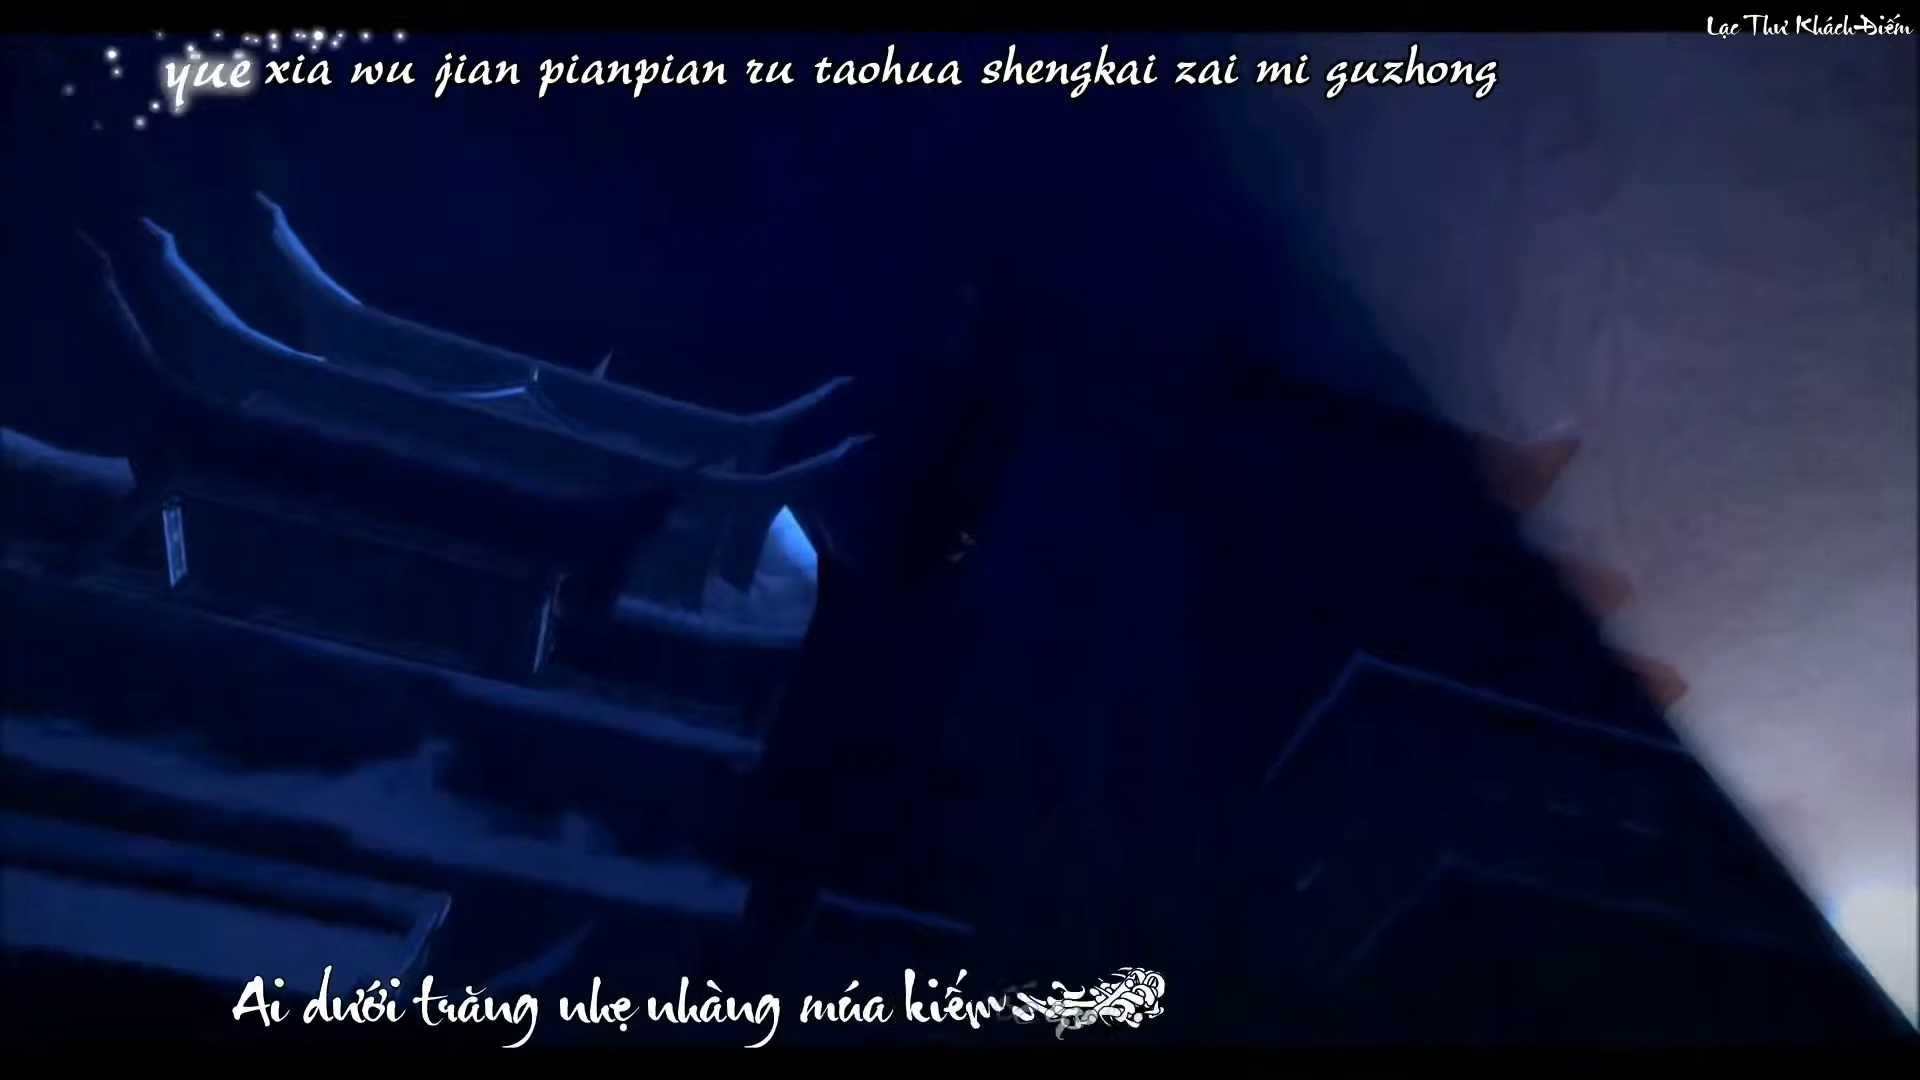 Lạc Thư Khách Điếm
yue xia wu jian pianpian ru taohua shengkai zai mi guzhong
Ai dưới trăng nhẹ nhàng múa kiếm